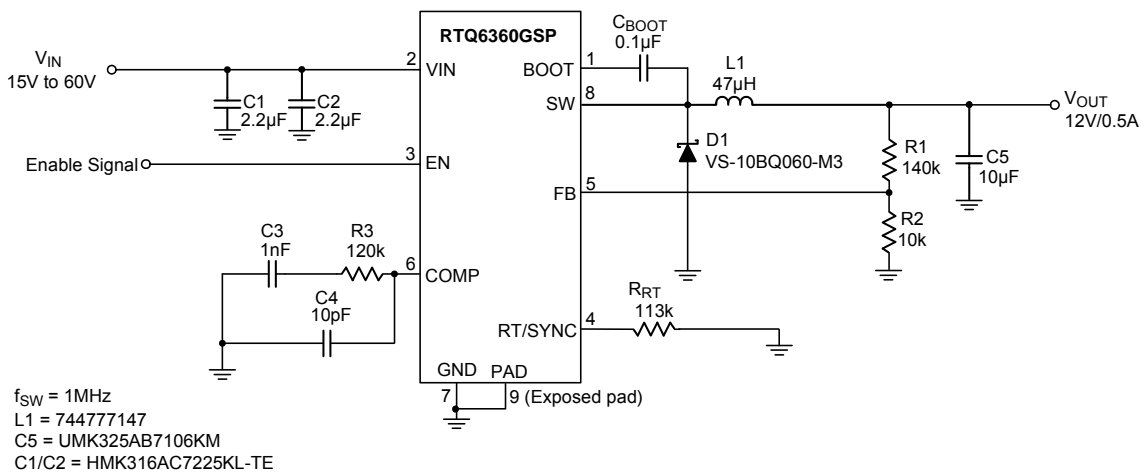 RTQ6360GSP
CBOOT
0.1µF
VIN
15V to 60V
2
VIN
BOOT
1
L1
47µH
SW
8
VOUT
12V/0.5A
C1
2.2µF
C2
2.2µF
D1
VS-10BQ060-M3
R1
140k
C5
10µF
Enable Signal
3
EN
FB
5
R2
10k
C3
1nF
R3
120k
6
COMP
C4
10pF
RRT
113k
RT/SYNC
4
GND
PAD
7
9 (Exposed pad)
fSW = 1MHz
L1 = 744777147
C5 = UMK325AB7106KM
C1/C2 = HMK316AC7225KL-TE